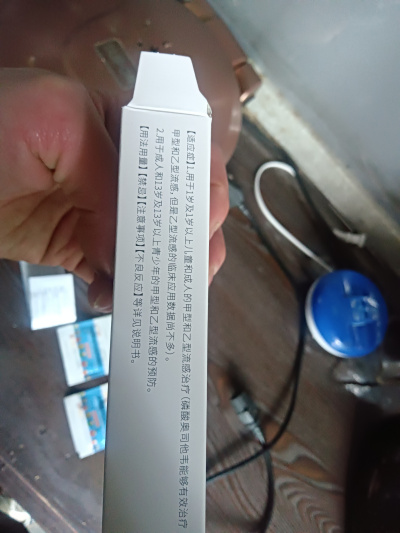 【适应症】1.用于1岁及1岁以上儿童和成人的甲型和乙型流感治疗(磷酸奥司他韦能够有效治疗
甲型和乙型流感,但是乙型流感的临床应用数据尚不多)。
2.用于成人和13岁及13岁以上青少年的甲型和乙型流感的预防。
【用法用量】【禁忌】【注意事项】【不良反应】等详见说明书。